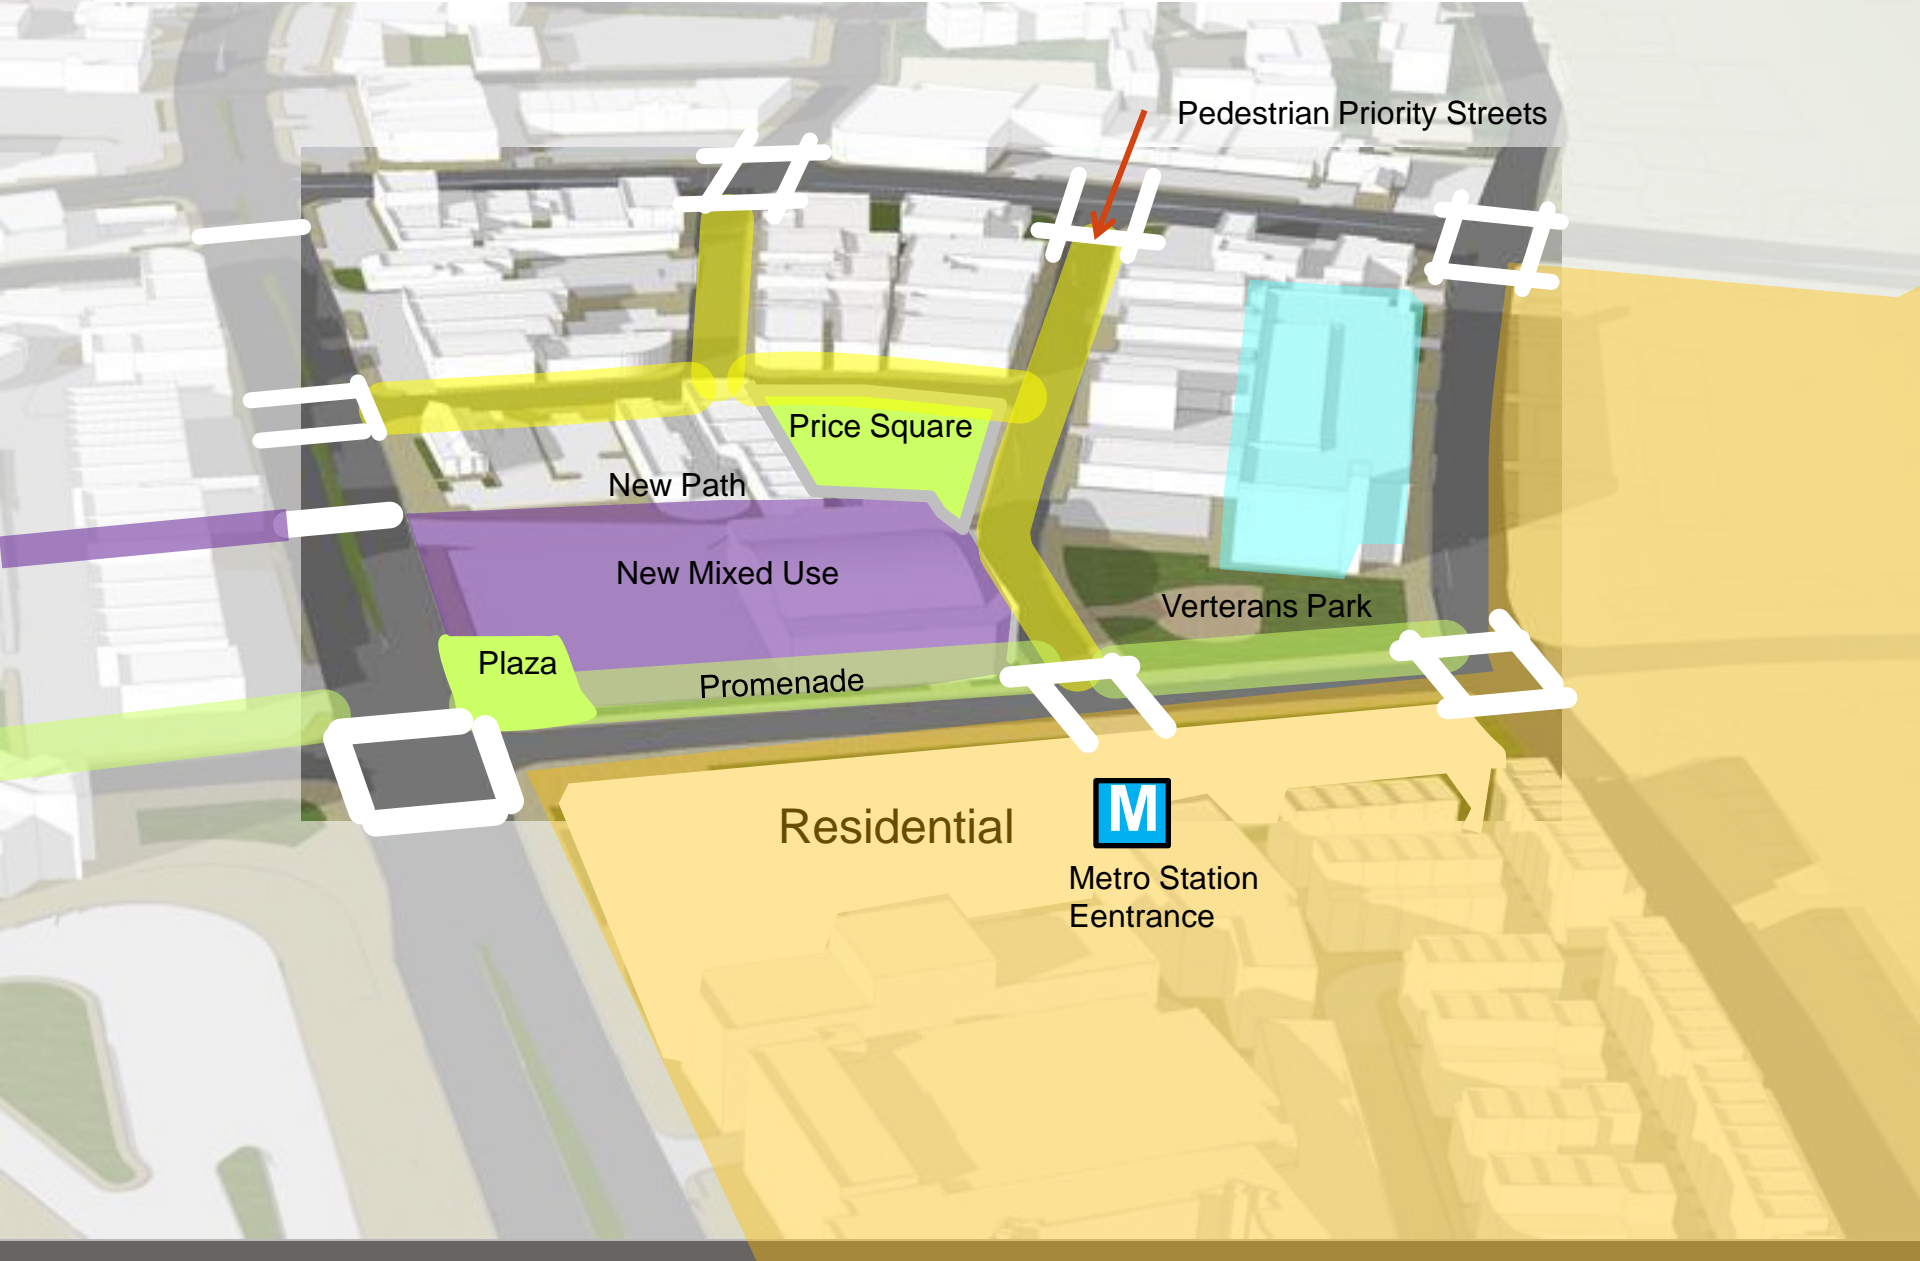 Pedestrian Priority Streets
Price Square
New Path
New Mixed Use
Verterans Park
Plaza
Promenade
Residential
M
Metro Station
Eentrance